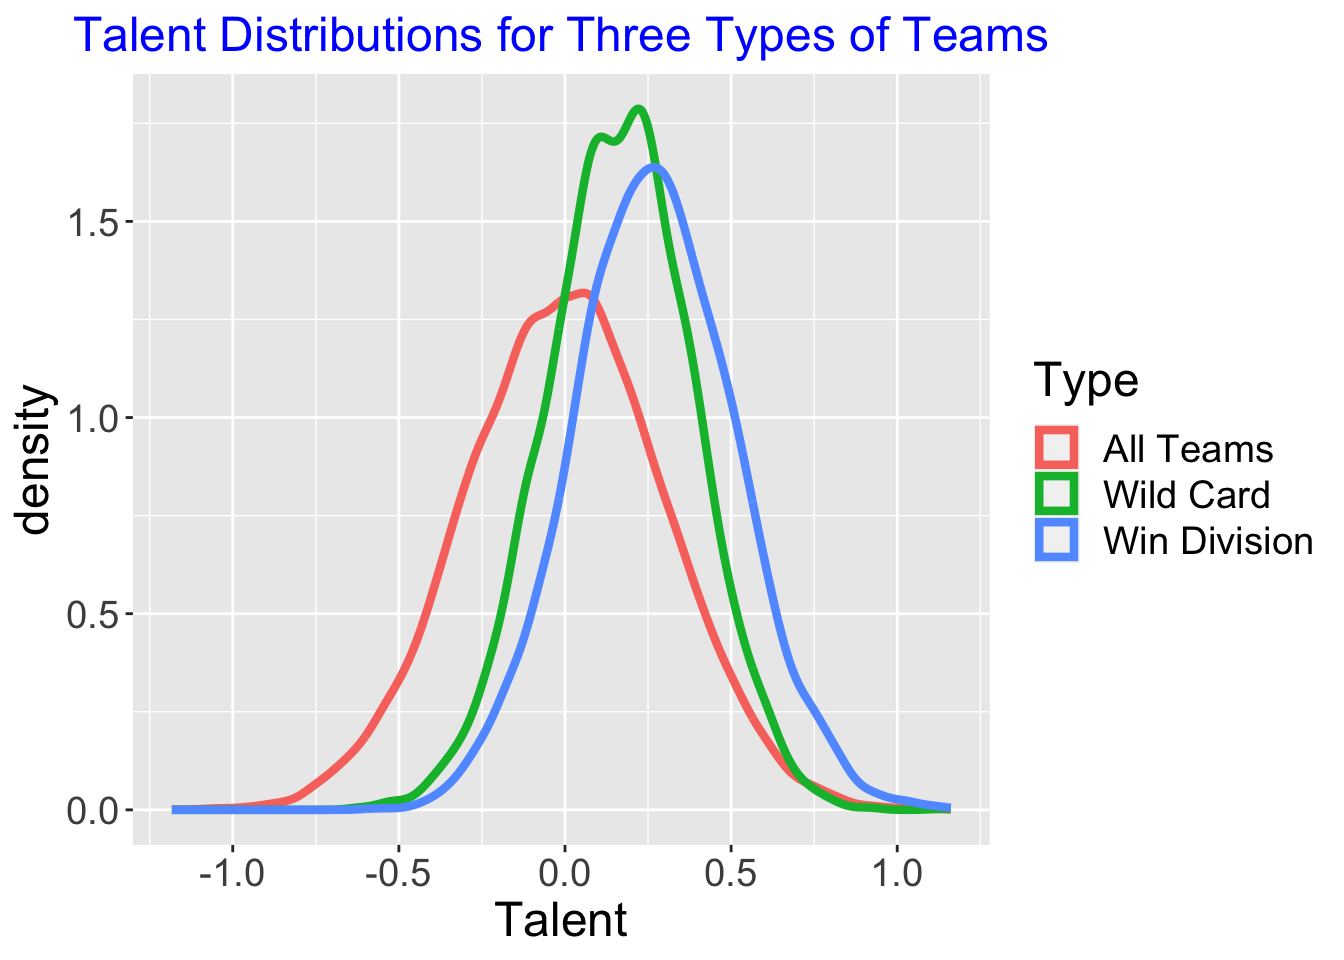 Talent Distributions for Three Types of Teams
density
1.5
1.0
0.5
0.0
-1.0 -0.5 0.0 0.5 1.0
Talent
Type
All Teams
Wild Card
Win Division